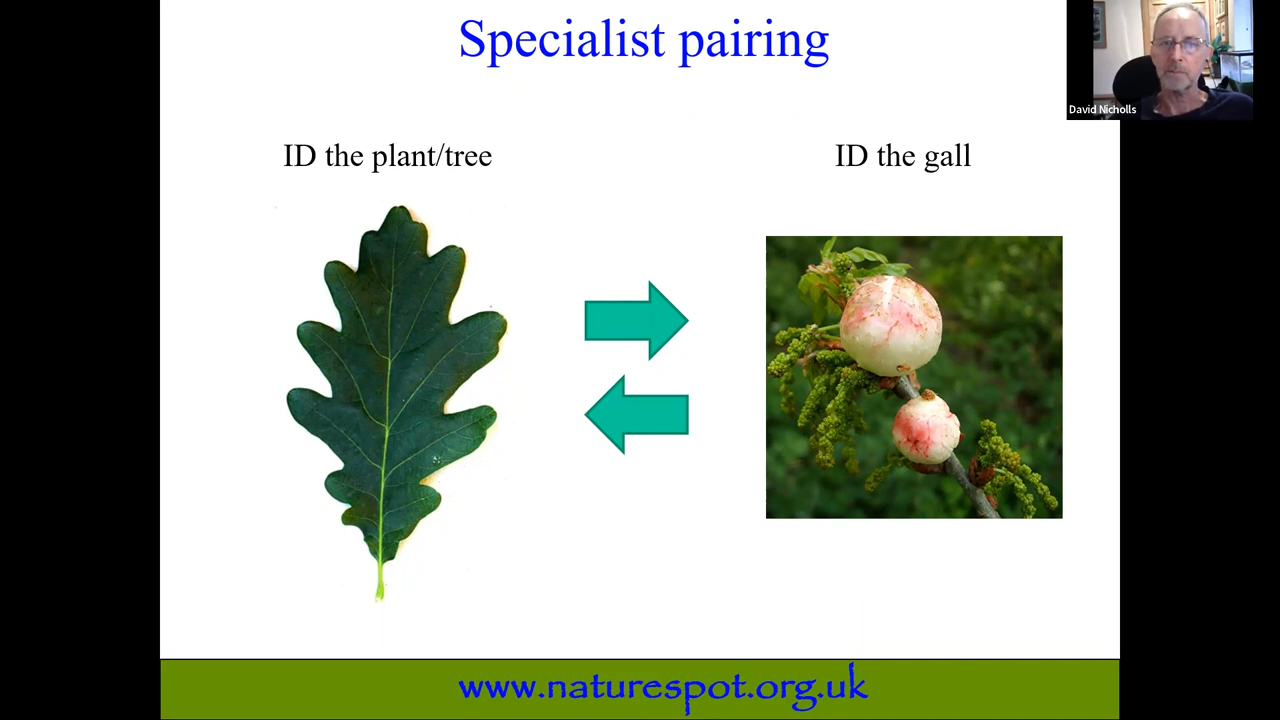 Specialist pairing
David Nicholls
ID the plant/tree
ID the gall
www.naturespot.org.uk